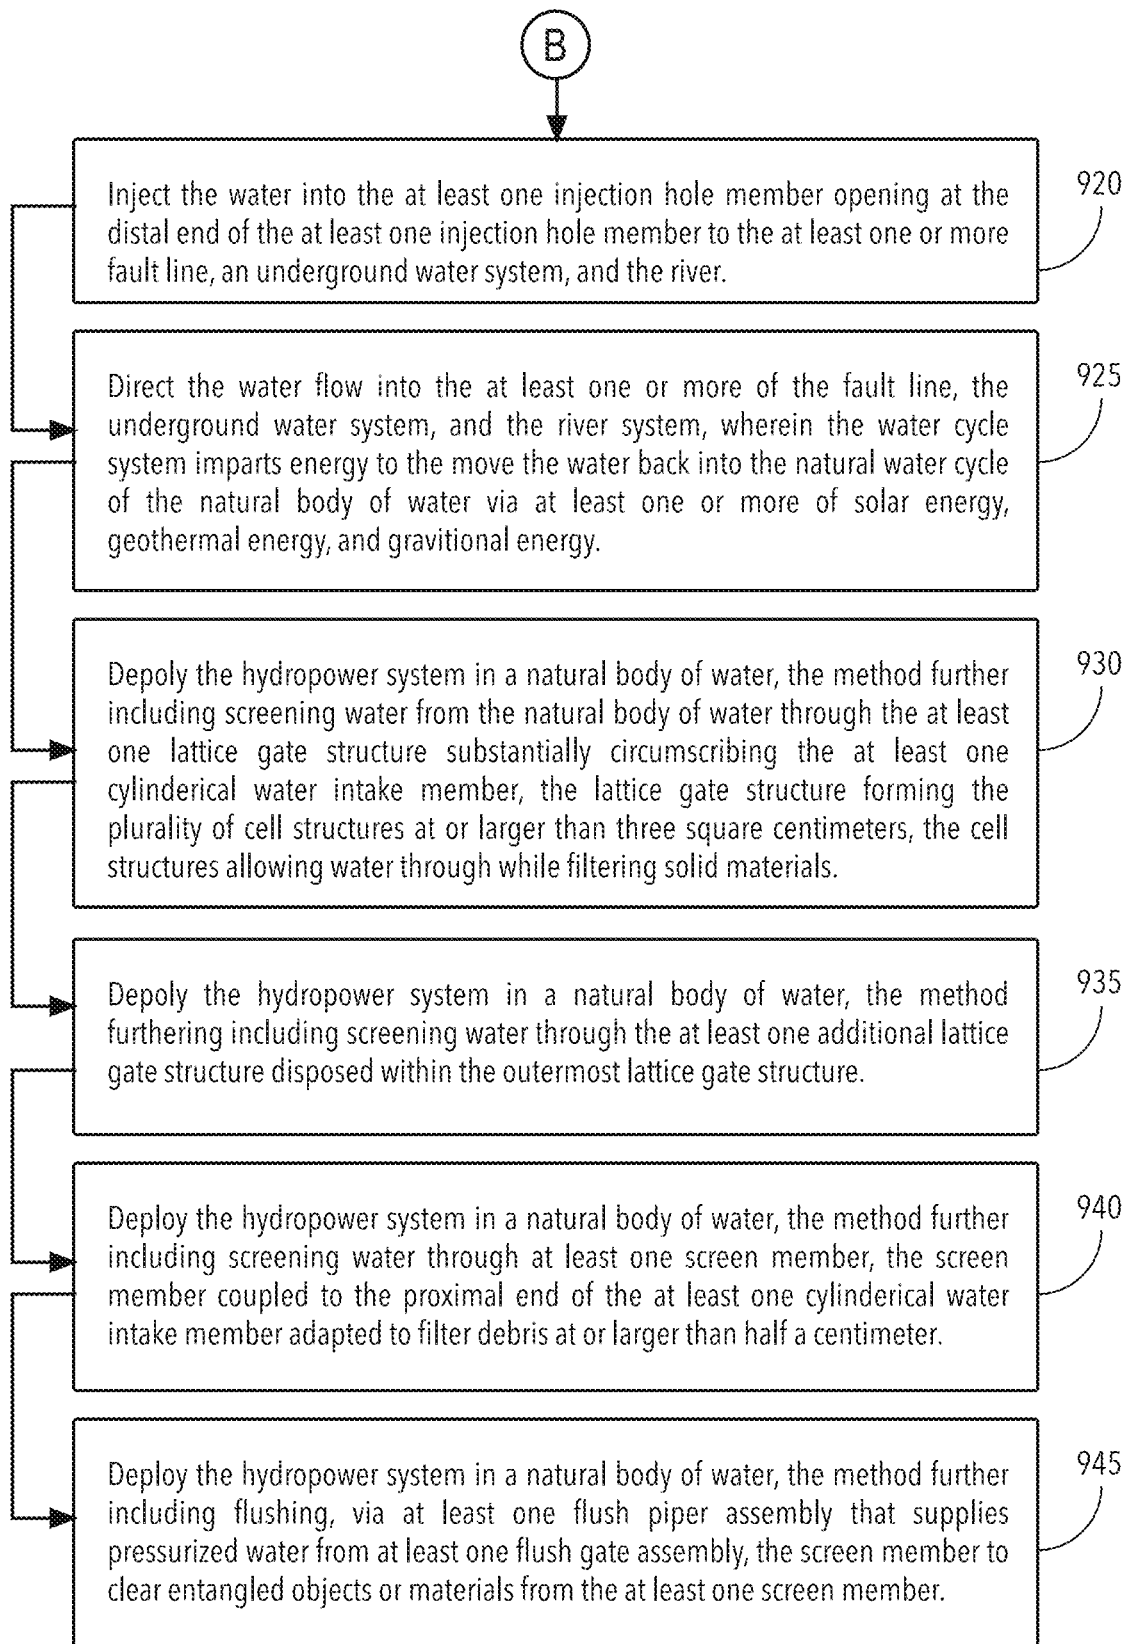 B
Inject the water into the at least one injection hole member opening at the
distal end of the at least one injection hole member to the at least one or more
fault line, an underground water system, and the river.
920
Direct the water flow into the at least one or more of the fault line, the
underground water system, and the river system, wherein the water cycle
system imparts energy to the move the water back into the natural water cycle
of the natural body of water via at least one or more of solar energy,
geothermal energy, and gravitional energy.
925
Depoly the hydropower system in a natural body of water, the method further
including screening water from the natural body of water through the at least
one lattice gate structure substantially circumscribing the at least one
cylinderical water intake member, the lattice gate structure forming the
plurality of cell structures at or larger than three square centimeters, the cell
structures allowing water through while filtering solid materials.
930
Depoly the hydropower system in a natural body of water, the method
furthering including screening water through the at least one additional lattice
gate structure disposed within the outermost lattice gate structure.
935
Deploy the hydropower system in a natural body of water, the method further
including screening water through at least one screen member, the screen
member coupled to the proximal end of the at least one cylinderical water
intake member adapted to filter debris at or larger than half a centimeter.
940
Deploy the hydropower system in a natural body of water, the method further
including flushing, via at least one flush piper assembly that supplies
pressurized water from at least one flush gate assembly, the screen member to
clear entangled objects or materials from the at least one screen member.
945